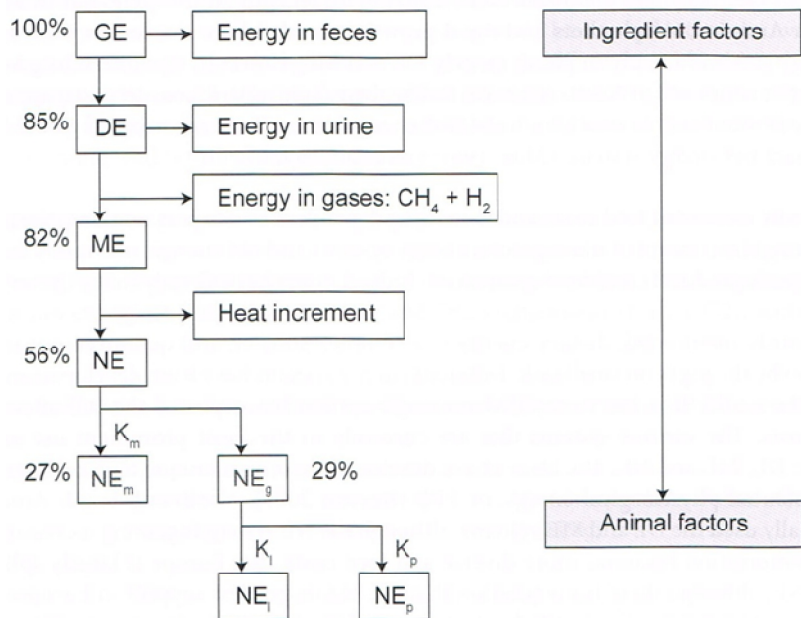 100% GE Energy in feces Ingredient factors
85% DE Energy in urine
Energy in gases: CH₄ + H₂
82% ME
Heat increment
56% NE
Kₘ
27% NEₘ NE_g 29%
Animal factors
Kₗ Kₚ
NEₗ NEₚ